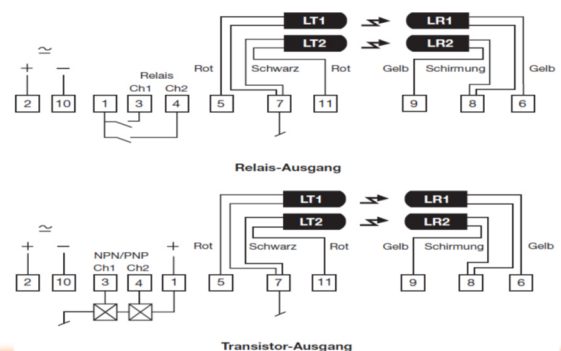 LT1 LR1
LT2 LR2
≃
+ − Relais Rot Schwarz Rot Gelb Schirmung Gelb
Ch1 Ch2
2 10 1 3 4 5 7 11 9 8 6
Relais-Ausgang
LT1 LR1
LT2 LR2
≃
+ − NPN/PNP + Rot Schwarz Rot Gelb Schirmung Gelb
Ch1 Ch2
2 10 3 4 1 5 7 11 9 8 6
Transistor-Ausgang